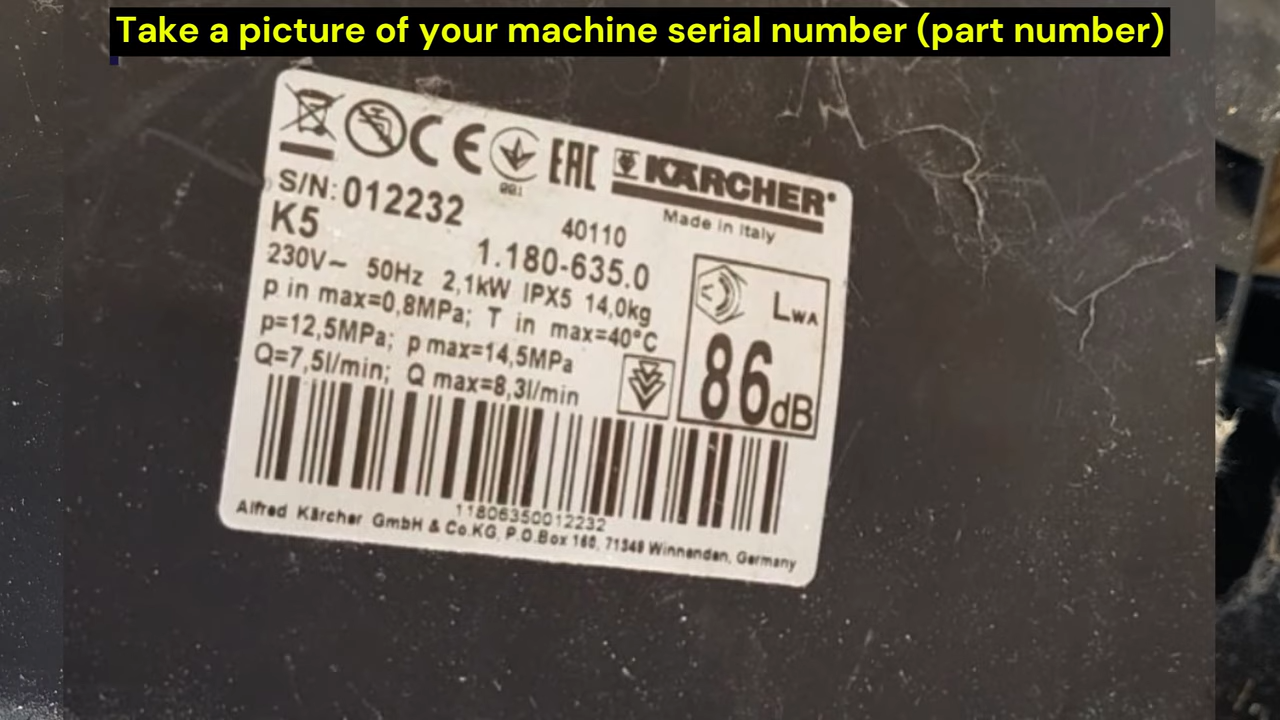 Take a picture of your machine serial number (part number)
CE 001 EAC KÄRCHER
Made in Italy
S/N: 012232
40110
K5
1.180-635.0
230V~ 50Hz 2,1kW IPX5 14,0kg
p in max=0,8MPa; T in max=40°C
p=12,5MPa; p max=14,5MPa
Q=7,5l/min; Q max=8,3l/min
LWA
86dB
11806350012232
Alfred Kärcher GmbH & Co.KG, P.O.Box 160, 71349 Winnenden, Germany